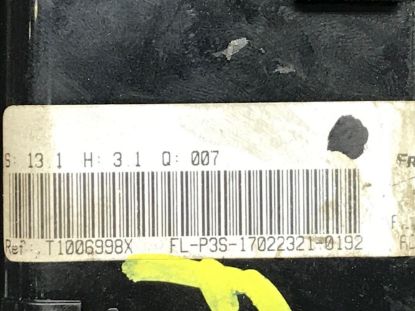 S: 13.1 H: 3.1 Q: 007
Ref.: T1006998X FL-P3S-17022321-0192